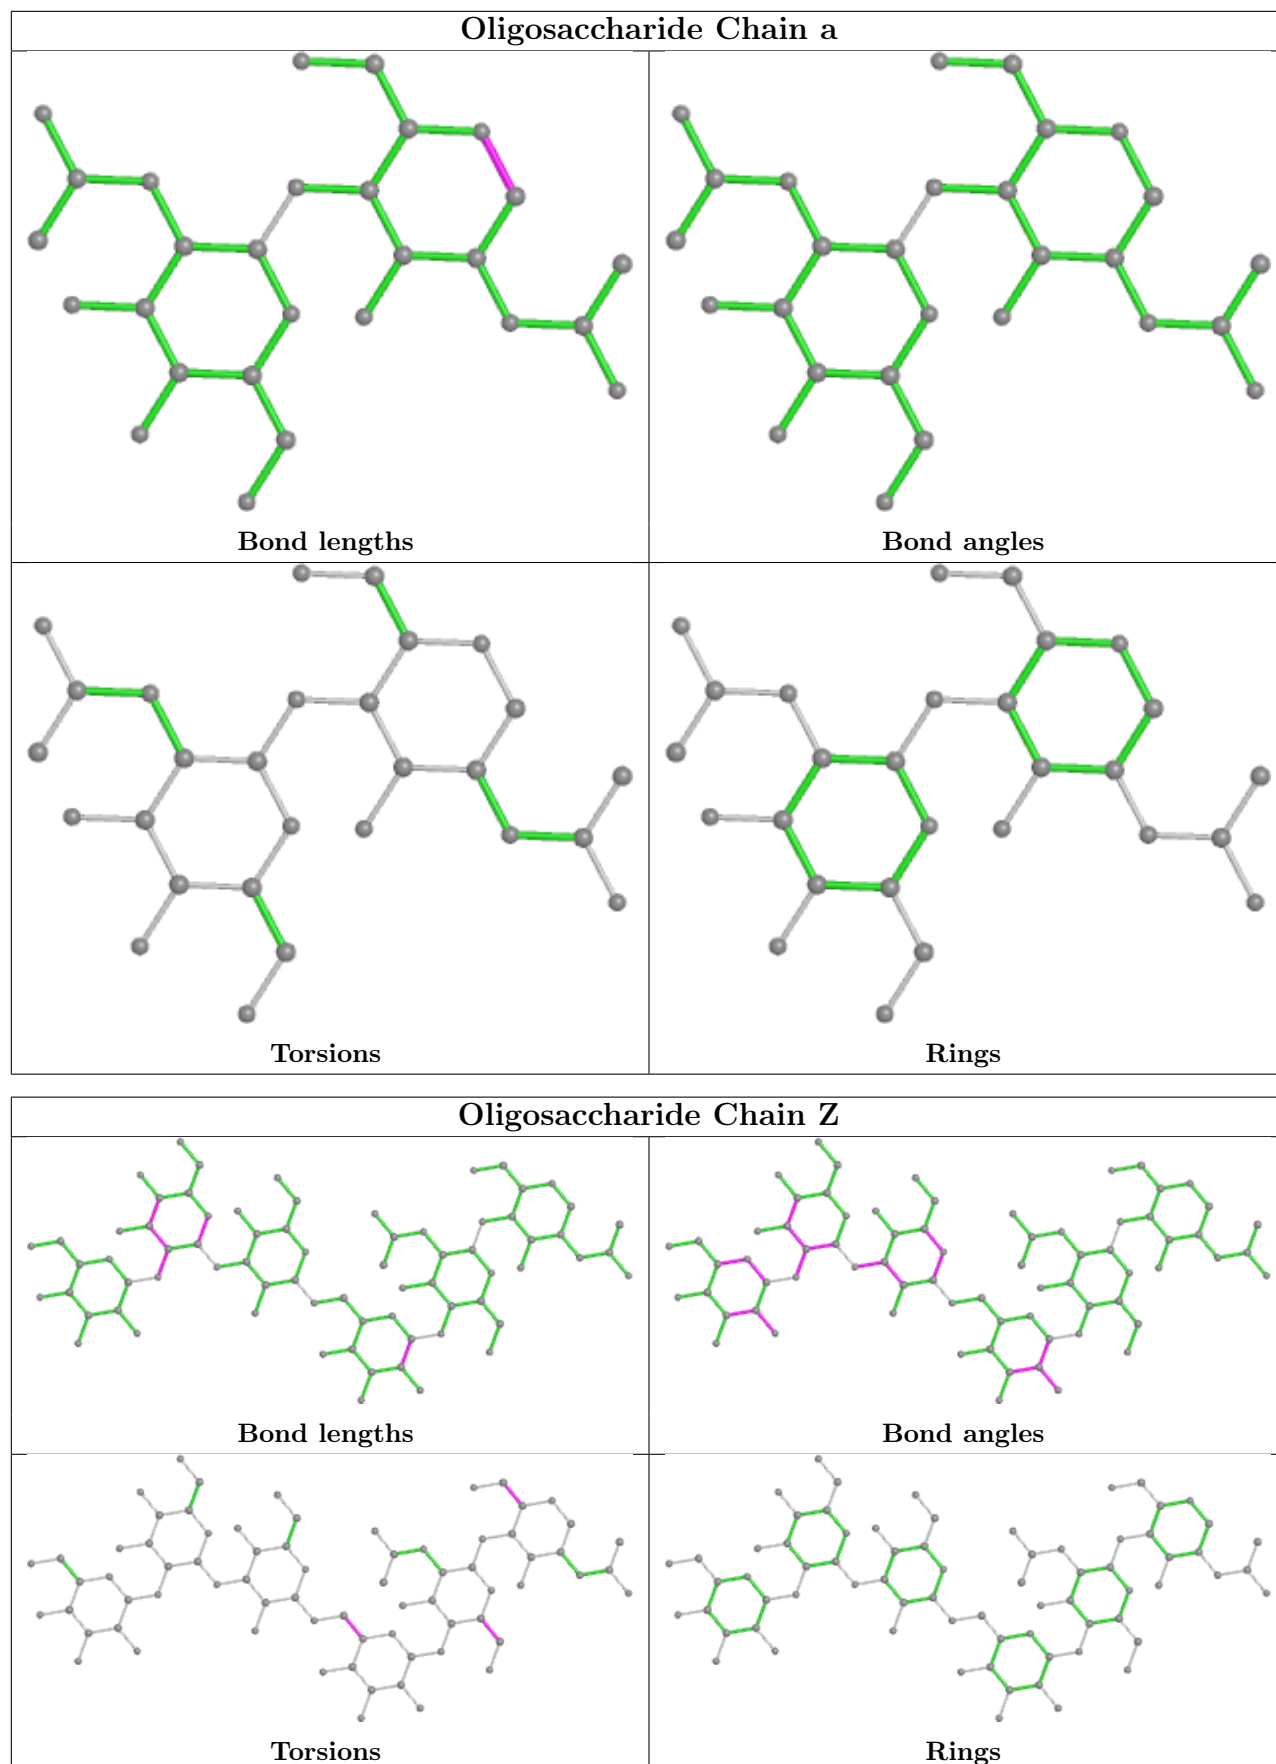 Oligosaccharide Chain a
Bond lengths
Bond angles
Torsions
Rings
Oligosaccharide Chain Z
Bond lengths
Bond angles
Torsions
Rings